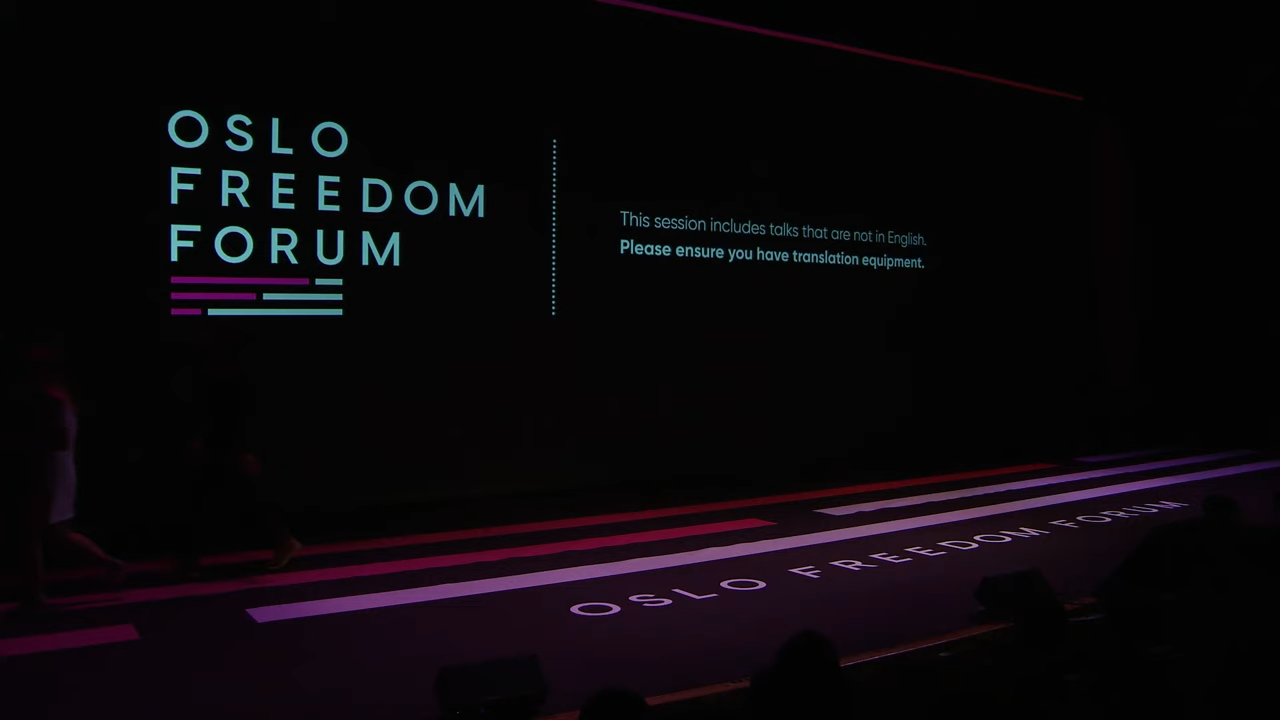 OSLO
FREEDOM
FORUM
This session includes talks that are not in English.
Please ensure you have translation equipment.
OSLO FREEDOM FORUM